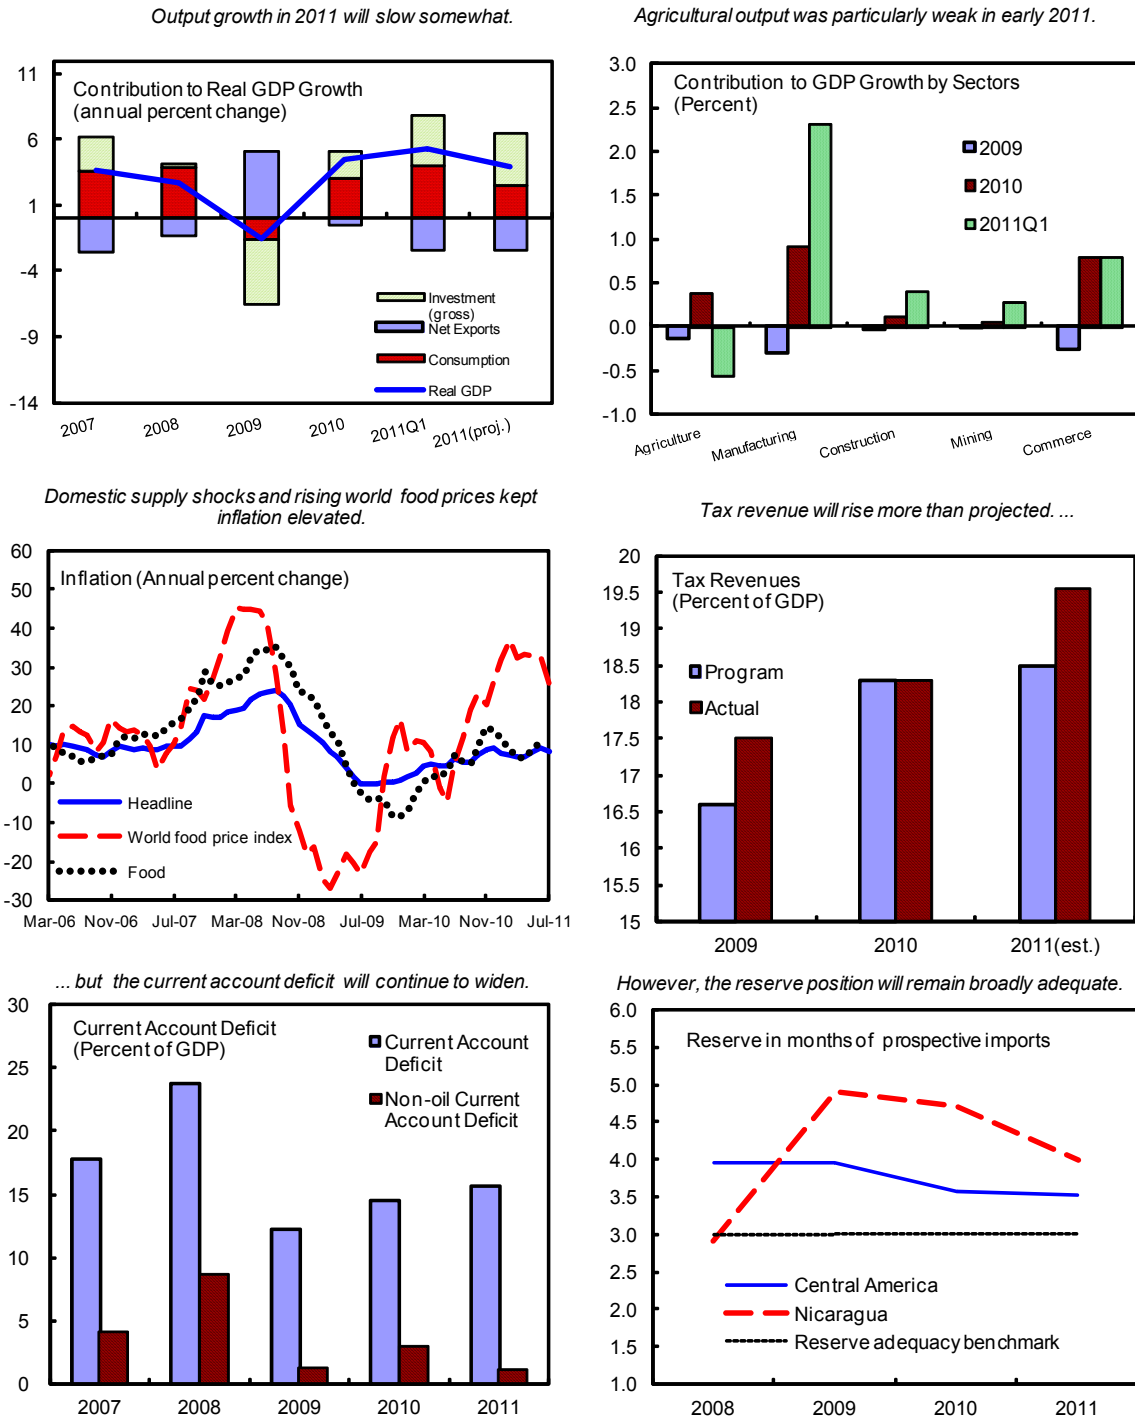 Output growth in 2011 will slow somewhat.
11
6
1
-4
-9
-14
Contribution to Real GDP Growth
(annual percent change)
Investment
(gross)
Net Exports
Consumption
Real GDP
2007
2008
2009
2010
2011Q1
2011(proj.)
Agricultural output was particularly weak in early 2011.
3.0
2.5
2.0
1.5
1.0
0.5
0.0
-0.5
-1.0
Contribution to GDP Growth by Sectors
(Percent)
2009
2010
2011Q1
Agriculture
Manufacturing
Construction
Mining
Commerce
Domestic supply shocks and rising world food prices kept
inflation elevated.
60
50
40
30
20
10
0
-10
-20
-30
Inflation (Annual percent change)
Headline
World food price index
Food
Mar-06
Nov-06
Jul-07
Mar-08
Nov-08
Jul-09
Mar-10
Nov-10
Jul-11
Tax revenue will rise more than projected. ...
20
19.5
19
18.5
18
17.5
17
16.5
16
15.5
15
Tax Revenues
(Percent of GDP)
Program
Actual
2009
2010
2011(est.)
... but the current account deficit will continue to widen.
30
25
20
15
10
5
0
Current Account Deficit
(Percent of GDP)
Current Account
Deficit
Non-oil Current
Account Deficit
2007
2008
2009
2010
2011
However, the reserve position will remain broadly adequate.
6.0
5.5
5.0
4.5
4.0
3.5
3.0
2.5
2.0
1.5
1.0
Reserve in months of prospective imports
Central America
Nicaragua
Reserve adequacy benchmark
2008
2009
2010
2011